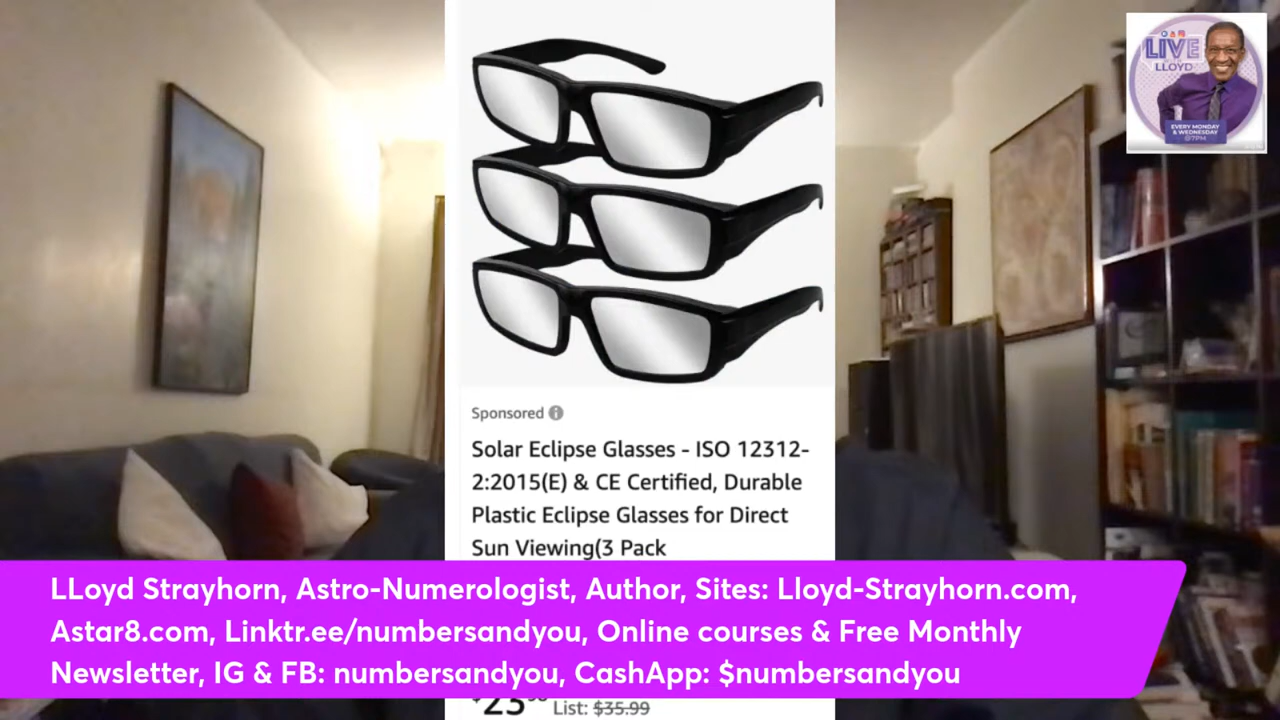 LIVE
LLOYD
EVERY MONDAY
& WEDNESDAY
@7PM
Sponsored
Solar Eclipse Glasses - ISO 12312-
2:2015(E) & CE Certified, Durable
Plastic Eclipse Glasses for Direct
Sun Viewing(3 Pack
LLoyd Strayhorn, Astro-Numerologist, Author, Sites: Lloyd-Strayhorn.com,
Astar8.com, Linktr.ee/numbersandyou, Online courses & Free Monthly
Newsletter, IG & FB: numbersandyou, CashApp: $numbersandyou
$23 List: $35.99